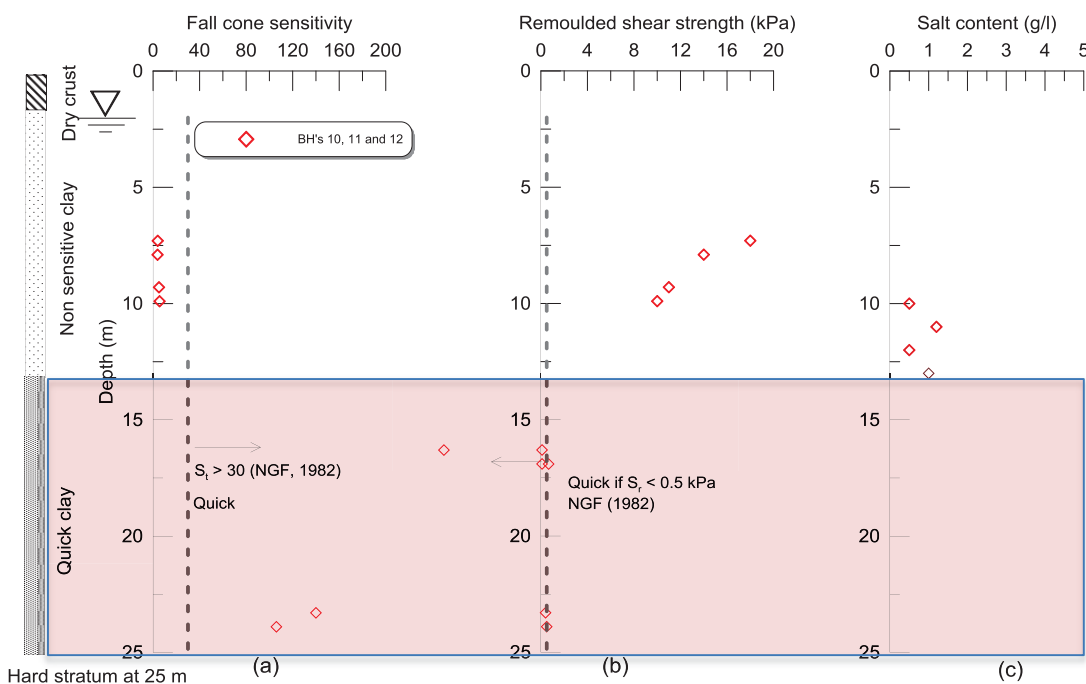 Fall cone sensitivity
Remoulded shear strength (kPa)
Salt content (g/l)
0 40 80 120 160 200
0 4 8 12 16 20
0 1 2 3 4 5
0
5
10
15
20
25
0
5
10
15
20
25
0
5
10
15
20
25
Dry crust
BH's 10, 11 and 12
Non sensitive clay
Depth (m)
St > 30 (NGF, 1982)
Quick
Quick if Sr < 0.5 kPa
NGF (1982)
Quick clay
(a)
(b)
(c)
Hard stratum at 25 m